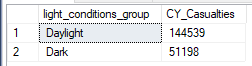 light_conditions_group CY_Casualties
1 Daylight 144539
2 Dark 51198